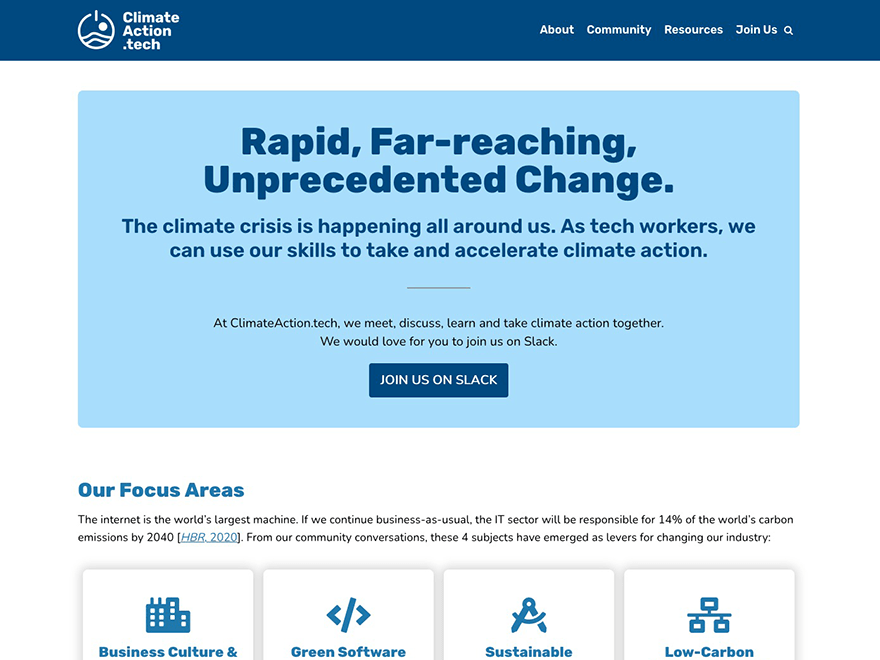 Climate
Action
.tech
About Community Resources Join Us
Rapid, Far-reaching,
Unprecedented Change.
The climate crisis is happening all around us. As tech workers, we
can use our skills to take and accelerate climate action.
At ClimateAction.tech, we meet, discuss, learn and take climate action together.
We would love for you to join us on Slack.
JOIN US ON SLACK
Our Focus Areas
The internet is the world's largest machine. If we continue business-as-usual, the IT sector will be responsible for 14% of the world's carbon
emissions by 2040 [HBR, 2020]. From our community conversations, these 4 subjects have emerged as levers for changing our industry:
Business Culture &
Green Software
Sustainable
Low-Carbon